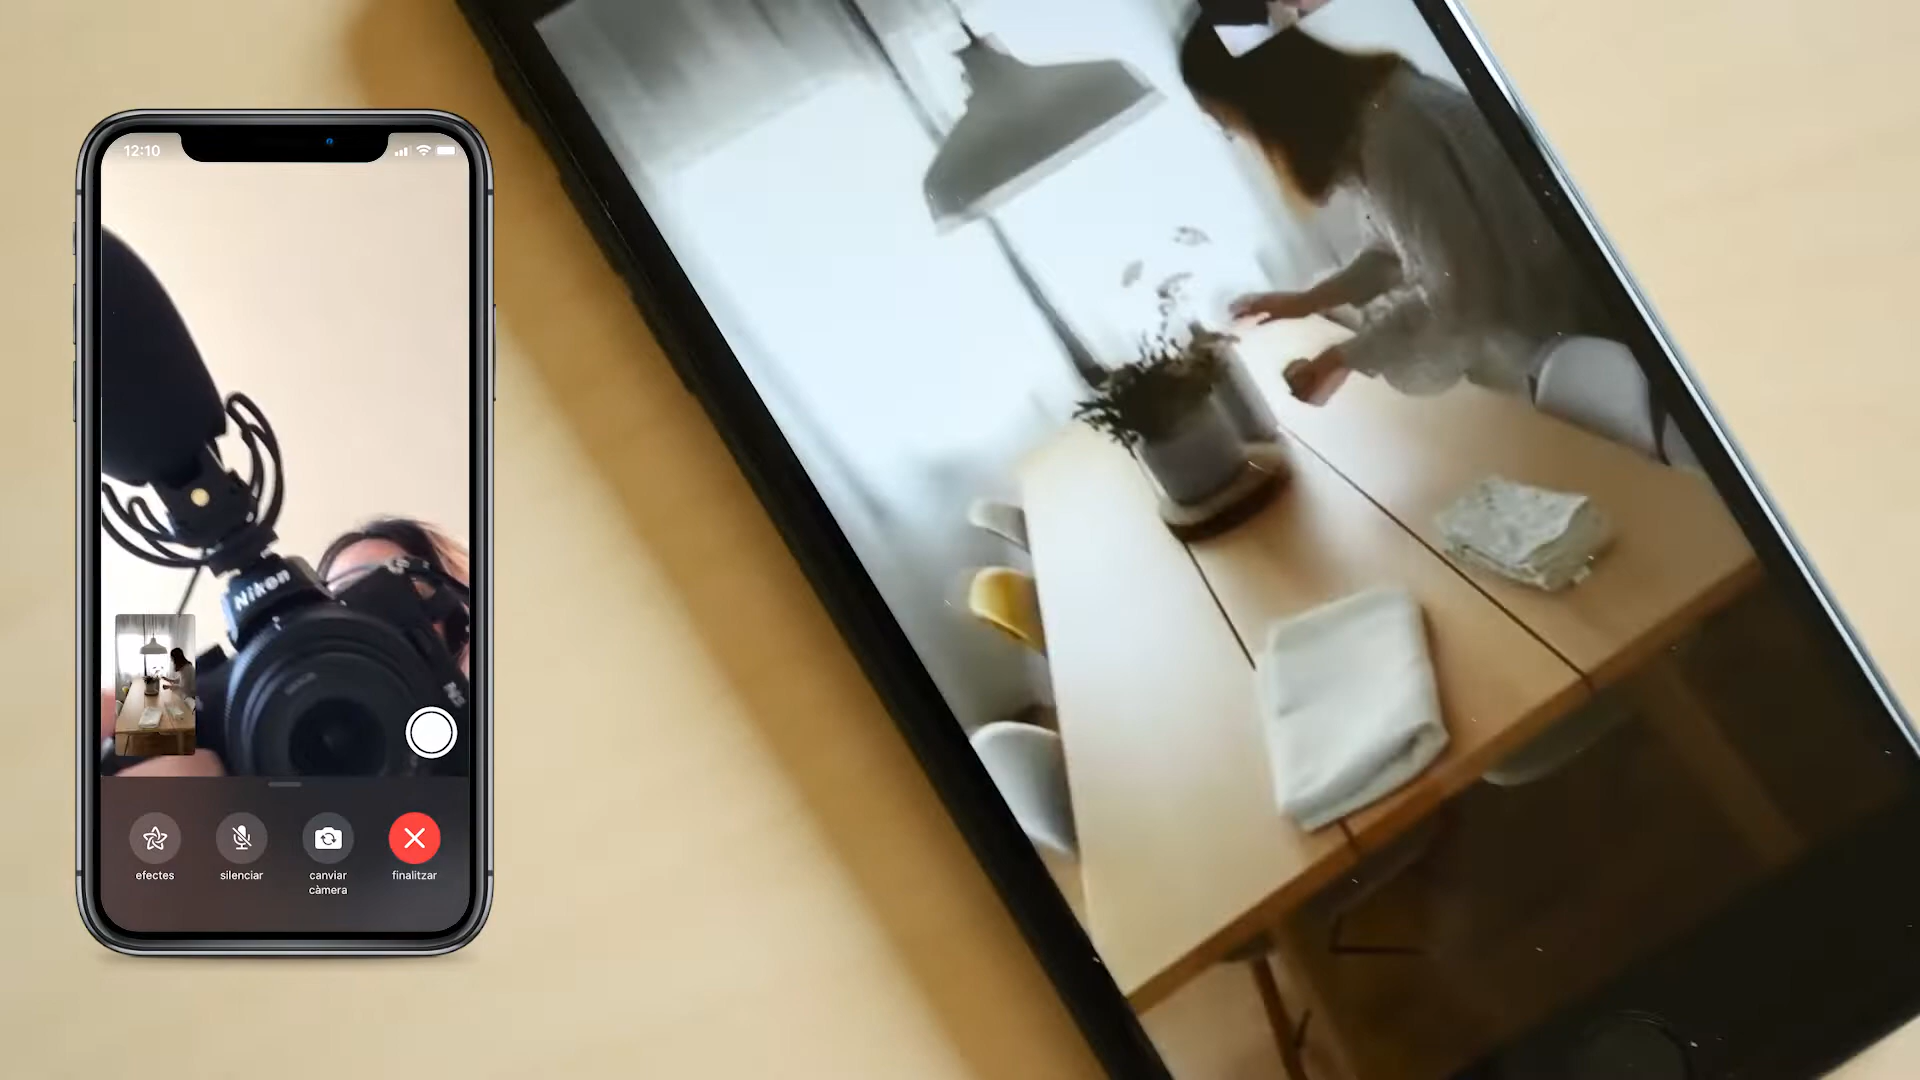 12:10
Nikon
efectes
silenciar
canviar
càmera
finalitzar